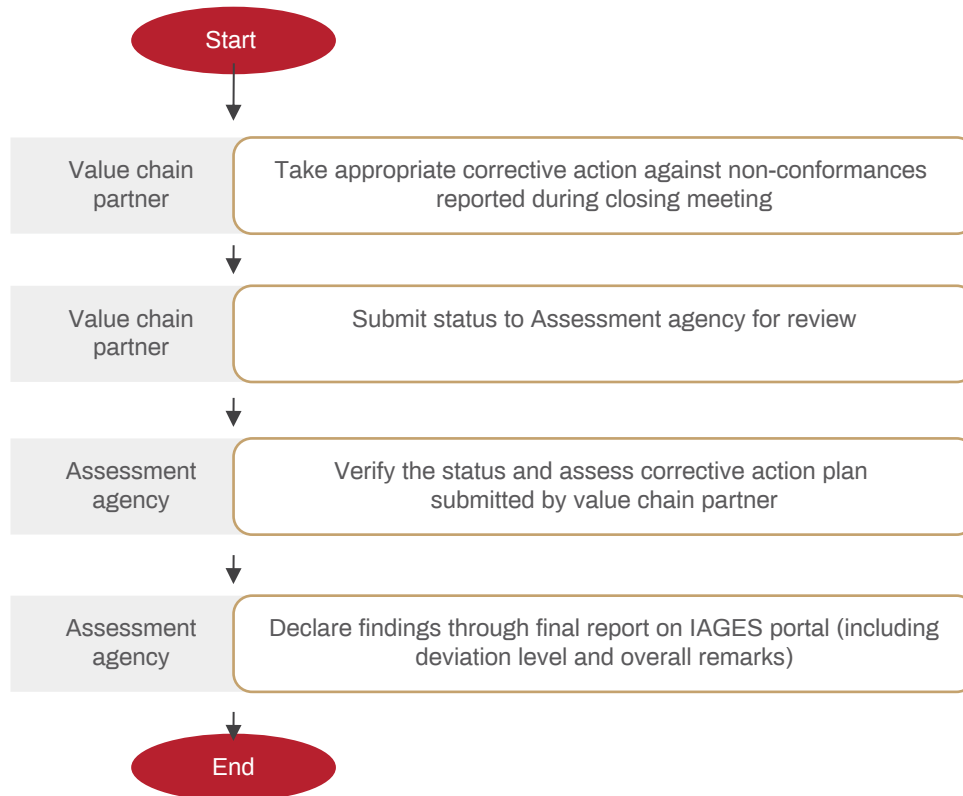 Start
Value chain
partner
Take appropriate corrective action against non-conformances
reported during closing meeting
Value chain
partner
Submit status to Assessment agency for review
Assessment
agency
Verify the status and assess corrective action plan
submitted by value chain partner
Assessment
agency
Declare findings through final report on IAGES portal (including
deviation level and overall remarks)
End